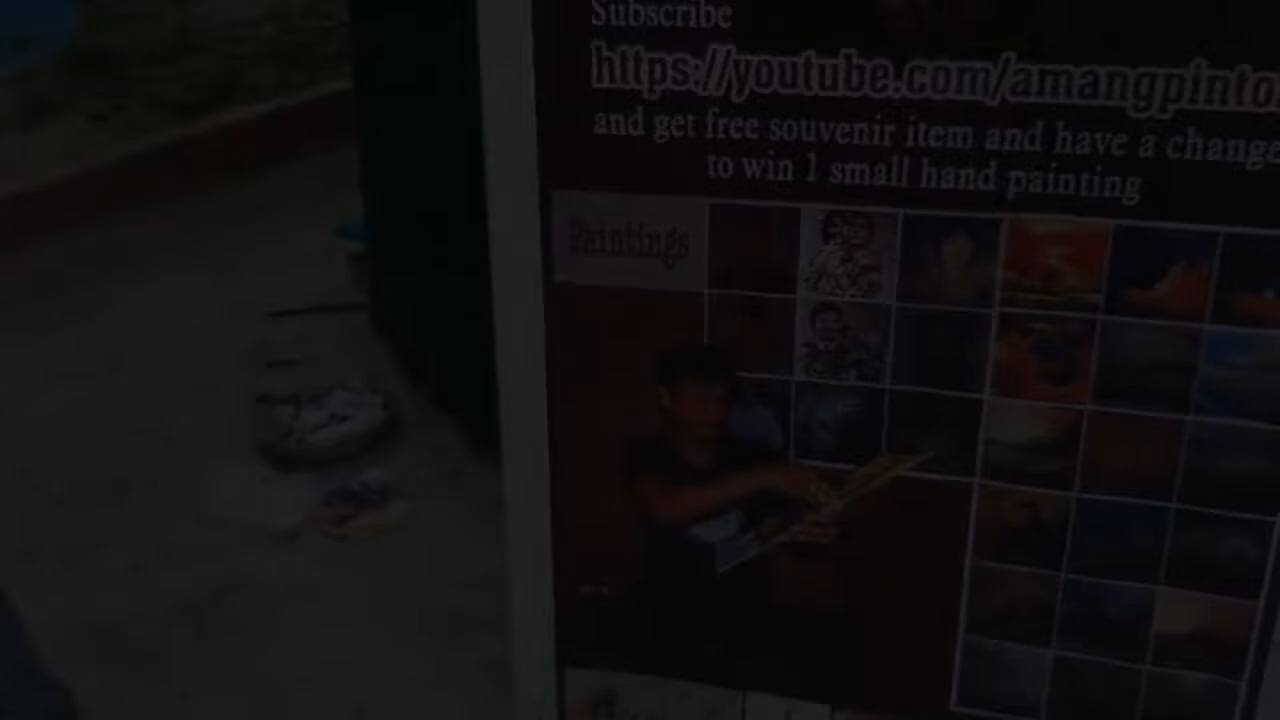 Subscribe
https://youtube.com/amangpinto
and get free souvenir item and have a change
to win 1 small hand painting
Paintings